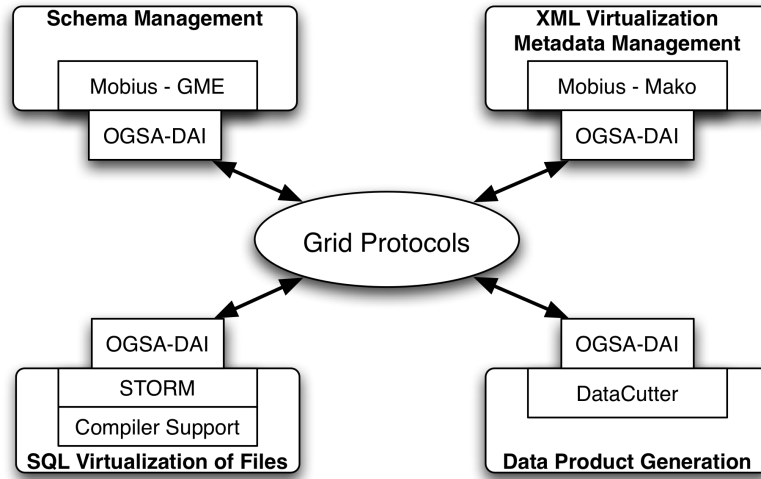 Schema Management
Mobius - GME
OGSA-DAI
XML Virtualization
Metadata Management
Mobius - Mako
OGSA-DAI
Grid Protocols
OGSA-DAI
STORM
Compiler Support
SQL Virtualization of Files
OGSA-DAI
DataCutter
Data Product Generation